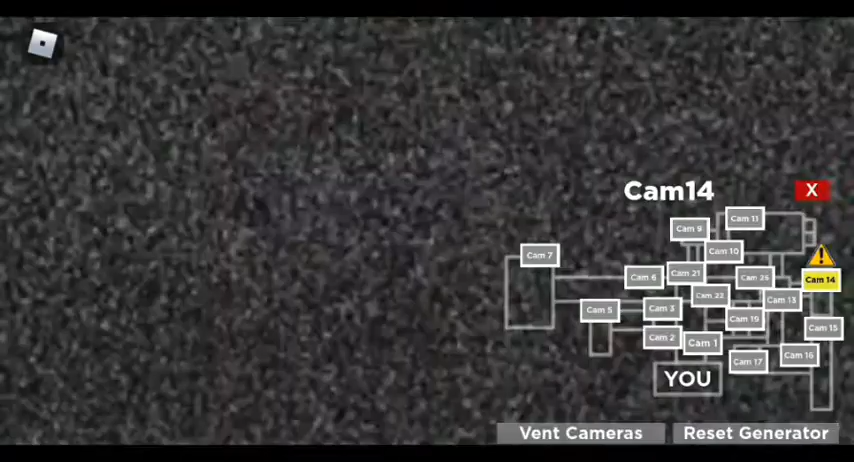 Cam14
X
Cam 11
Cam 9
Cam 10
Cam 7
Cam 21
Cam 6
Cam 14
Cam 22
Cam 13
Cam 3
Cam 5
Cam 19
Cam 15
Cam 2
Cam 1
Cam 16
Cam 17
YOU
Vent Cameras
Reset Generator